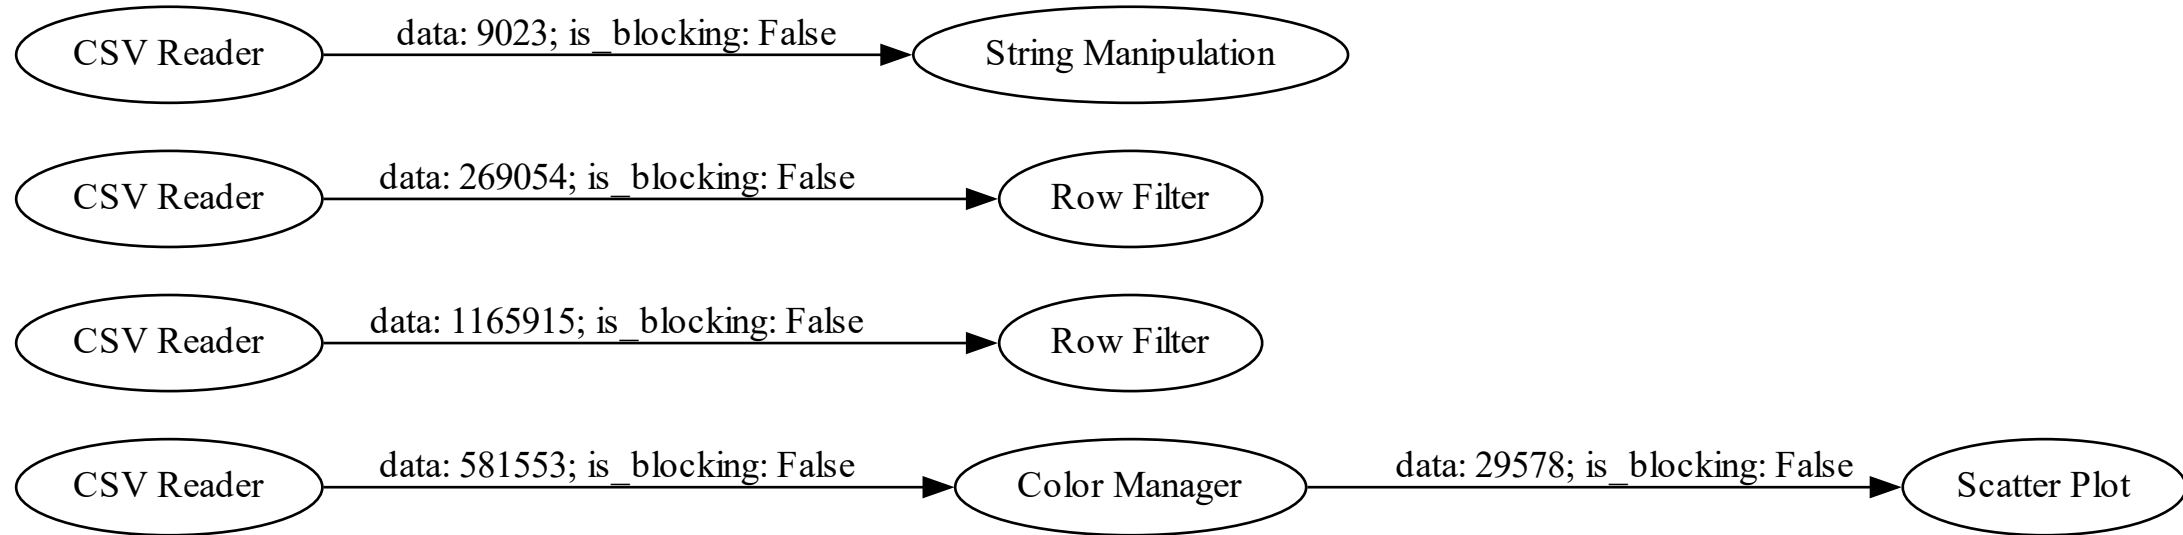 CSV Reader data: 9023; is_blocking: False String Manipulation
CSV Reader data: 269054; is_blocking: False Row Filter
CSV Reader data: 1165915; is_blocking: False Row Filter
CSV Reader data: 581553; is_blocking: False Color Manager data: 29578; is_blocking: False Scatter Plot